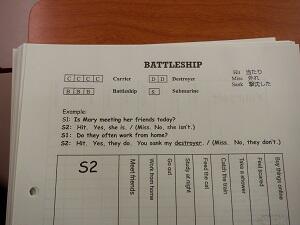 BATTLESHIP
C C C C Carrier D D Destroyer Hit 当たり
B B B Battleship S Submarine Miss 外れ
Sank 撃沈した
Example:
S1: Is Mary meeting her friends today?
S2: Hit. Yes, she is. / (Miss. No, she isn't.)
S1: Do they often work from home?
S2: Hit. Yes, they do. You sank my destroyer. / (Miss. No, they don't.)
S2
Meet friends
Work from home
Go out
Study at night
Feed the cat
Catch the train
Take a shower
Feel scared
Buy things online